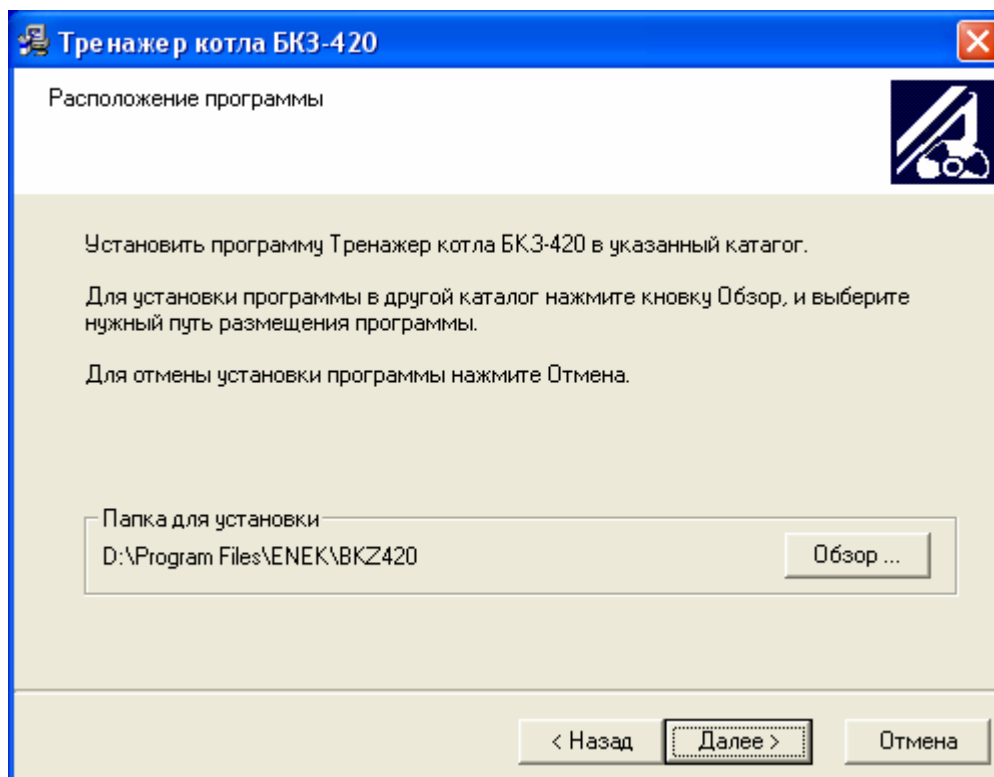 Тренажер котла БКЗ-420
Расположение программы
Установить программу Тренажер котла БКЗ-420 в указанный катагог.
Для установки программы в другой каталог нажмите кновку Обзор, и выберите
нужный путь размещения программы.
Для отмены установки программы нажмите Отмена.
Папка для установки
D:\Program Files\ENEK\BKZ420
Обзор ...
< Назад
Далее >
Отмена